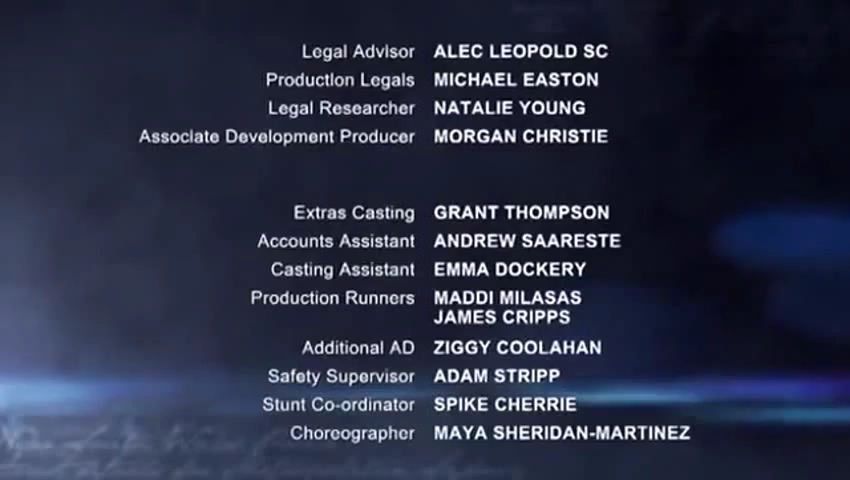 Legal Advisor ALEC LEOPOLD SC
Production Legals MICHAEL EASTON
Legal Researcher NATALIE YOUNG
Associate Development Producer MORGAN CHRISTIE
Extras Casting GRANT THOMPSON
Accounts Assistant ANDREW SAARESTE
Casting Assistant EMMA DOCKERY
Production Runners MADDI MILASAS
JAMES CRIPPS
Additional AD ZIGGY COOLAHAN
Safety Supervisor ADAM STRIPP
Stunt Co-ordinator SPIKE CHERRIE
Choreographer MAYA SHERIDAN-MARTINEZ